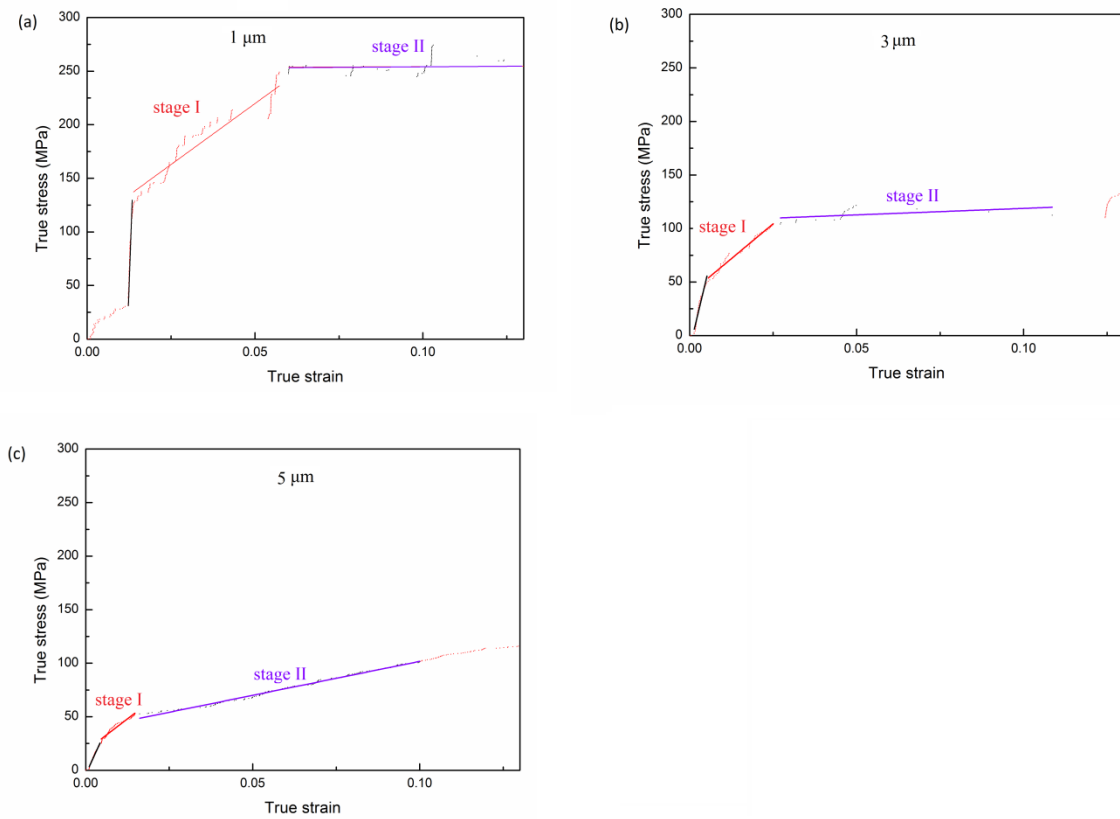 (a)
1 μm
stage I
stage II
300
250
200
150
100
50
0
0.00
0.05
0.10
True stress (MPa)
True strain
(b)
3 μm
stage I
stage II
300
250
200
150
100
50
0
0.00
0.05
0.10
True stress (MPa)
True strain
(c)
5 μm
stage I
stage II
300
250
200
150
100
50
0
0.00
0.05
0.10
True stress (MPa)
True strain